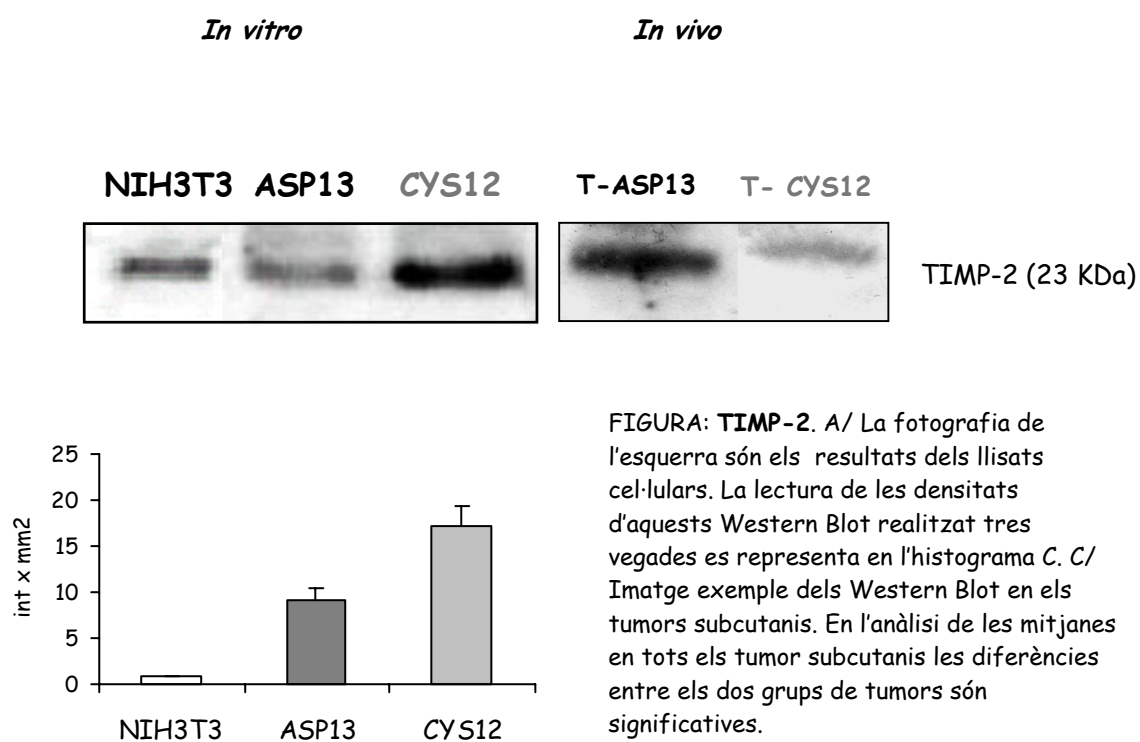 In vitro In vivo
NIH3T3 ASP13 CYS12 T-ASP13 T- CYS12
TIMP-2 (23 KDa)
25
20
15
10
5
0
int x mm2
NIH3T3 ASP13 CYS12
FIGURA: TIMP-2. A/ La fotografia de
l'esquerra són els resultats dels llisats
cel·lulars. La lectura de les densitats
d'aquests Western Blot realitzat tres
vegades es representa en l'histograma C. C/
Imatge exemple dels Western Blot en els
tumors subcutanis. En l'anàlisi de les mitjanes
en tots els tumor subcutanis les diferències
entre els dos grups de tumors són
significatives.